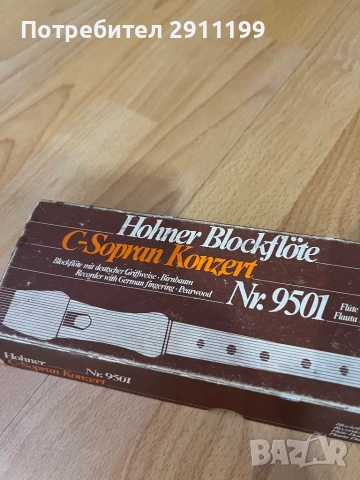 Потребител 2911199
Hohner Blockflöte
C-Sopran Konzert
Blockflöte mit deutscher Griffweise · Birnbaum
Recorder with German fingering · Pearwood
Nr. 9501
Flûte
Flauta
Hohner
C-Sopran Konzert
Nr. 9501
BAZAR